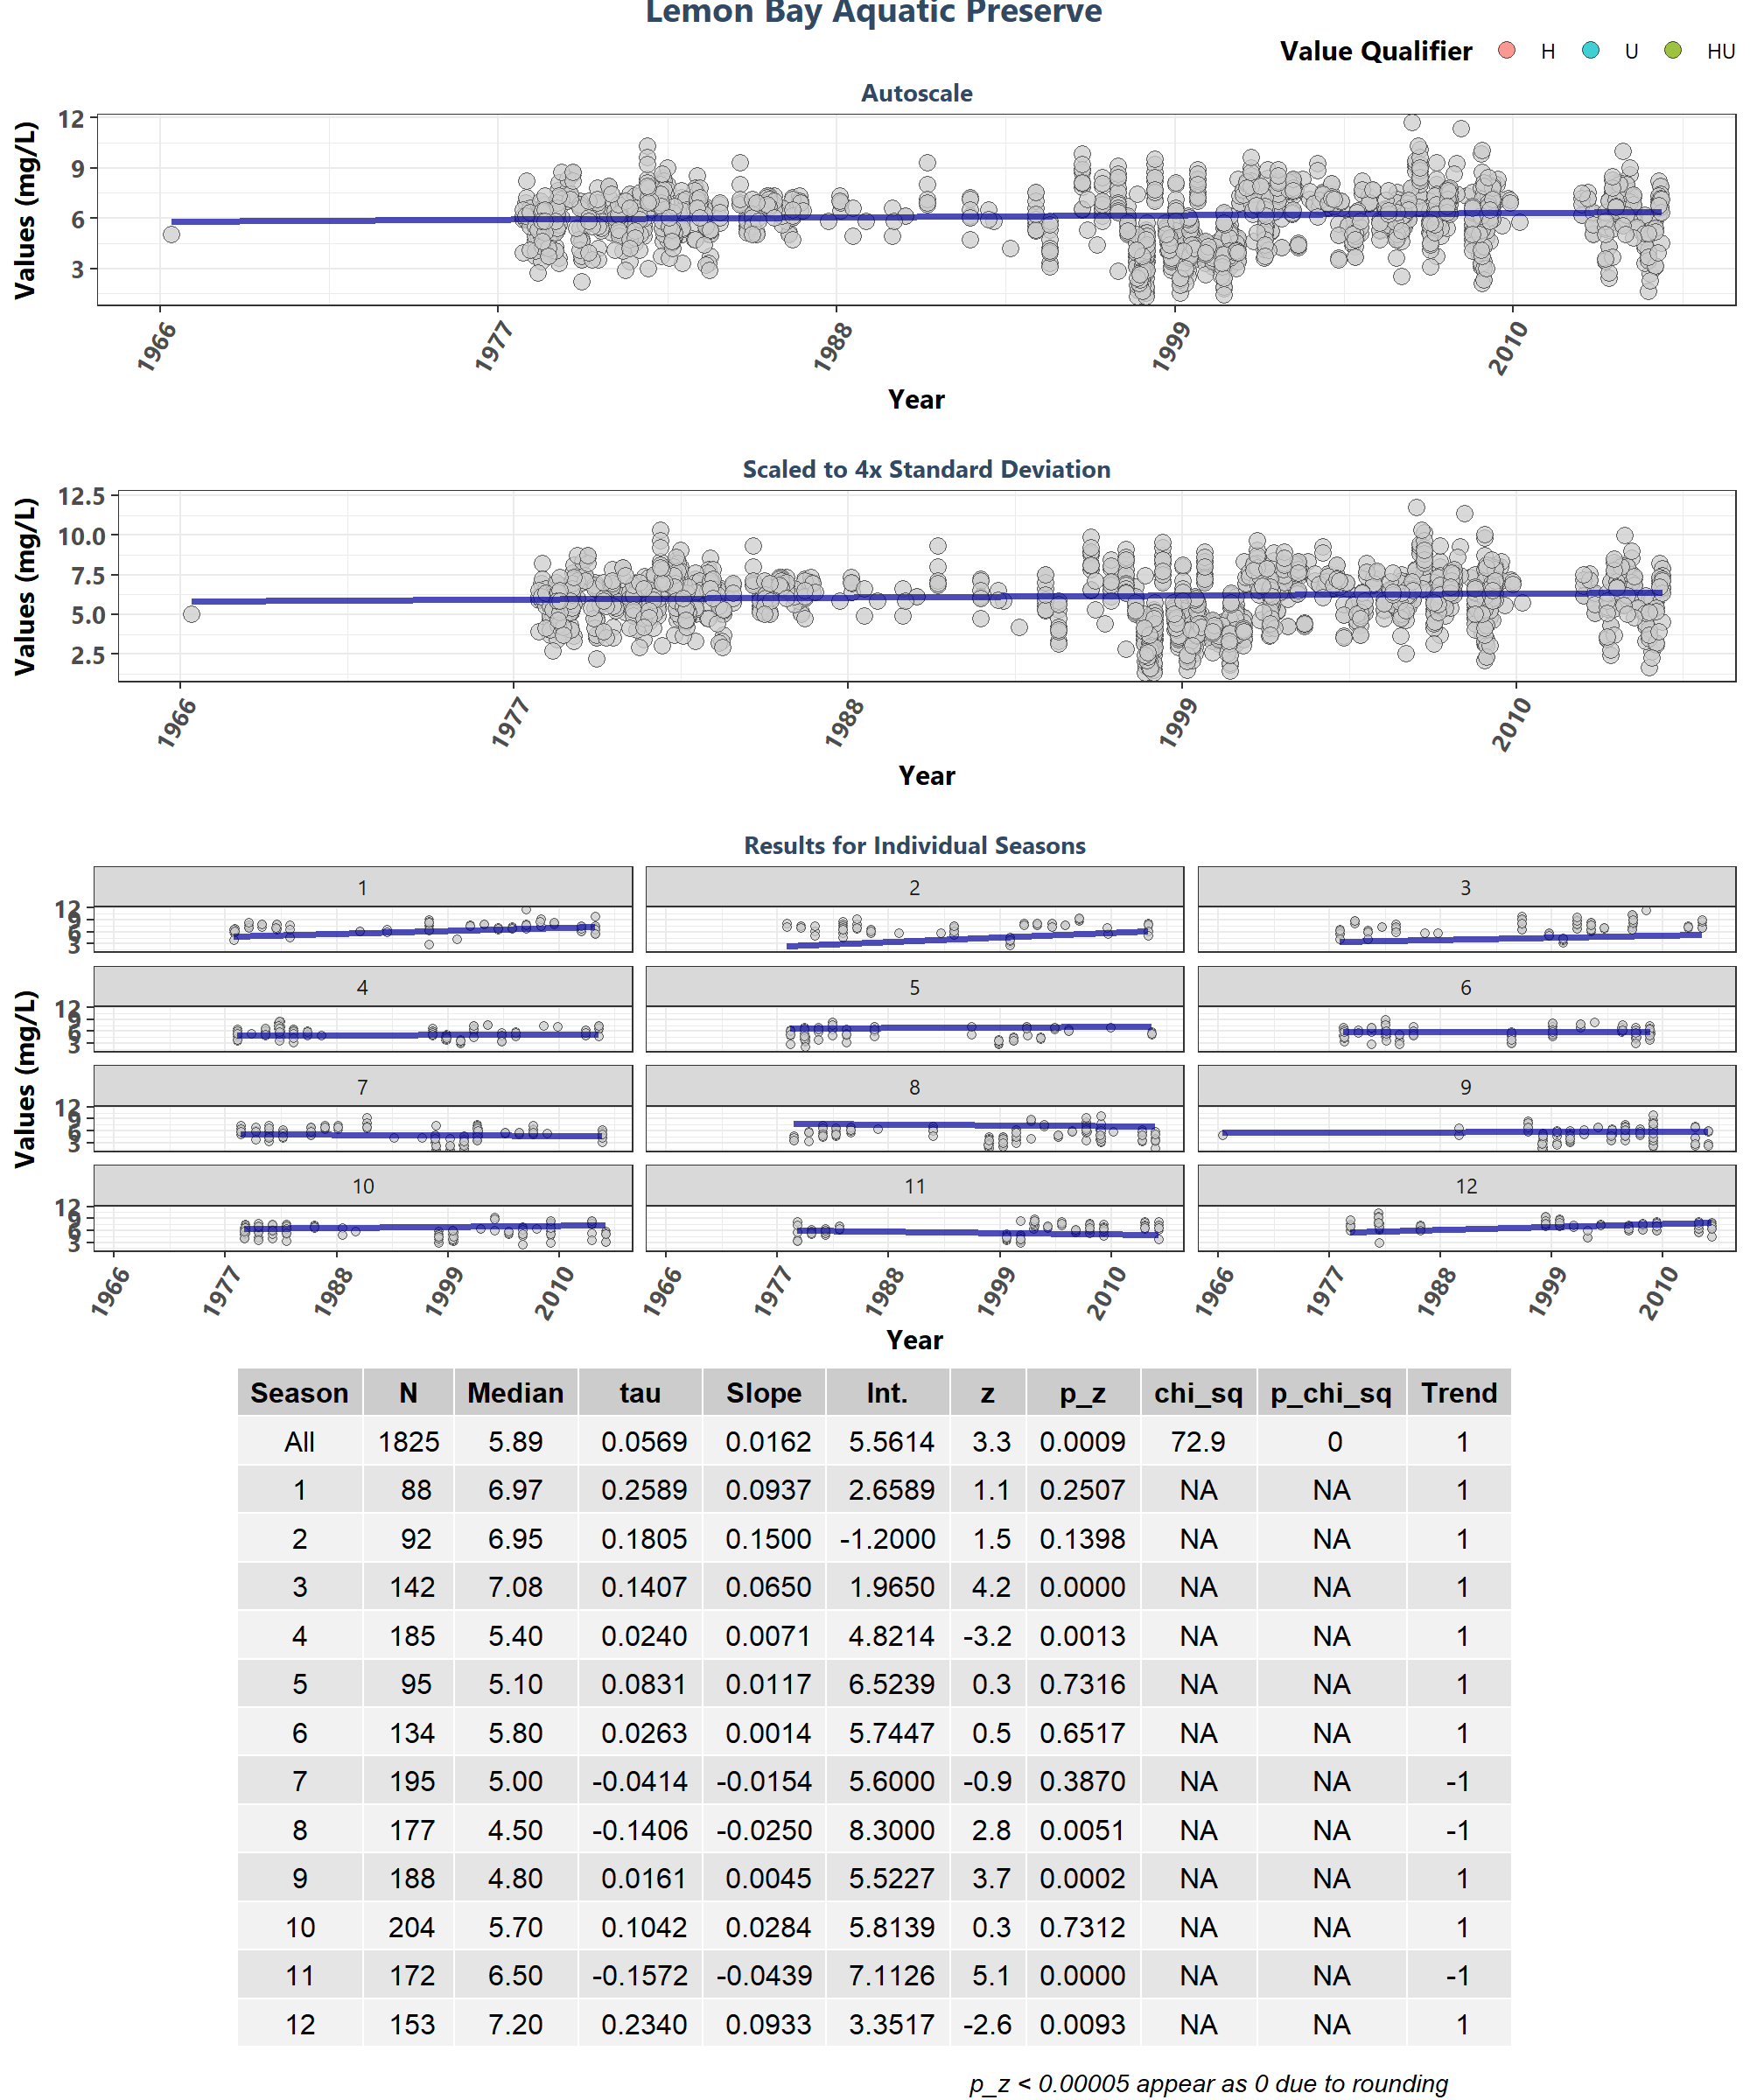 Lemon Bay Aquatic Preserve
Value Qualifier H U HU
Autoscale
Values (mg/L)
12
9
6
3
1966 1977 1988 1999 2010
Year
Scaled to 4x Standard Deviation
Values (mg/L)
12.5
10.0
7.5
5.0
2.5
1966 1977 1988 1999 2010
Year
Results for Individual Seasons
Values (mg/L)
1 2 3
12
9
6
3
4 5 6
12
9
6
3
7 8 9
12
9
6
3
10 11 12
12
9
6
3
1966 1977 1988 1999 2010 1966 1977 1988 1999 2010 1966 1977 1988 1999 2010
Year
Season N Median tau Slope Int. z p_z chi_sq p_chi_sq Trend
All 1825 5.89 0.0569 0.0162 5.5614 3.3 0.0009 72.9 0 1
1 88 6.97 0.2589 0.0937 2.6589 1.1 0.2507 NA NA 1
2 92 6.95 0.1805 0.1500 -1.2000 1.5 0.1398 NA NA 1
3 142 7.08 0.1407 0.0650 1.9650 4.2 0.0000 NA NA 1
4 185 5.40 0.0240 0.0071 4.8214 -3.2 0.0013 NA NA 1
5 95 5.10 0.0831 0.0117 6.5239 0.3 0.7316 NA NA 1
6 134 5.80 0.0263 0.0014 5.7447 0.5 0.6517 NA NA 1
7 195 5.00 -0.0414 -0.0154 5.6000 -0.9 0.3870 NA NA -1
8 177 4.50 -0.1406 -0.0250 8.3000 2.8 0.0051 NA NA -1
9 188 4.80 0.0161 0.0045 5.5227 3.7 0.0002 NA NA 1
10 204 5.70 0.1042 0.0284 5.8139 0.3 0.7312 NA NA 1
11 172 6.50 -0.1572 -0.0439 7.1126 5.1 0.0000 NA NA -1
12 153 7.20 0.2340 0.0933 3.3517 -2.6 0.0093 NA NA 1
p_z < 0.00005 appear as 0 due to rounding